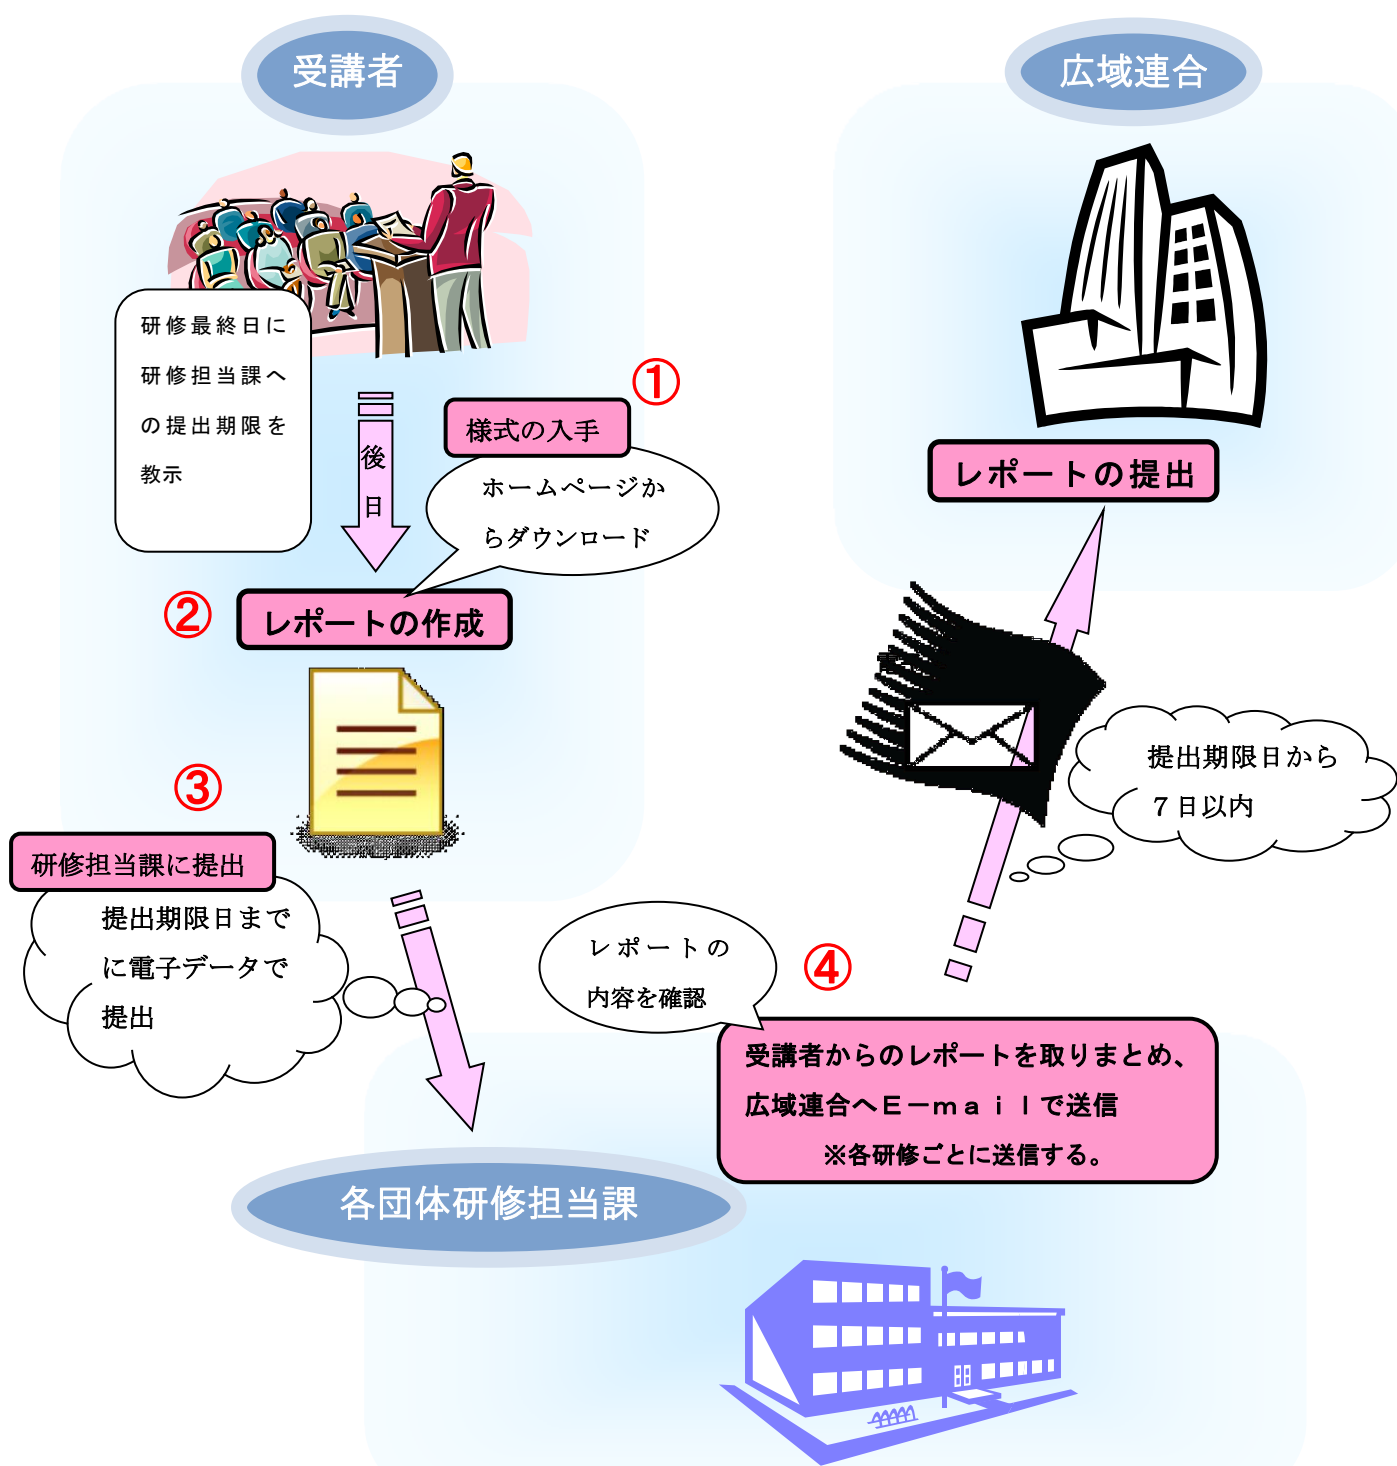 受講者
広域連合
研修最終日に
研修担当課へ
の提出期限を
教示
後
日
①
様式の入手
ホームページか
らダウンロード
②
レポートの作成
③
研修担当課に提出
提出期限日まで
に電子データで
提出
レポートの提出
提出期限日から
７日以内
レポートの
内容を確認
④
受講者からのレポートを取りまとめ、
広域連合へＥ－ｍａｉｌで送信
※各研修ごとに送信する。
各団体研修担当課